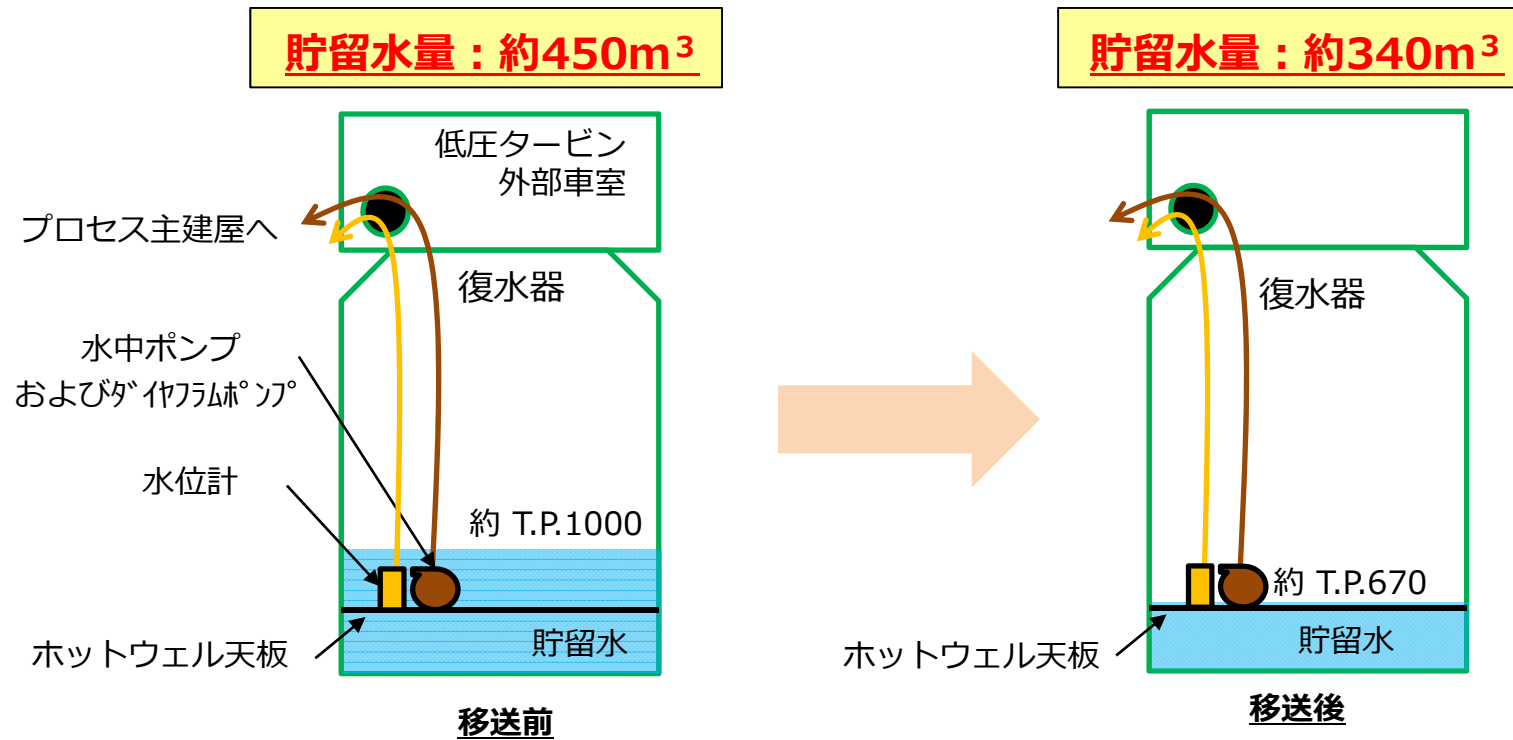 貯留水量：約450m³
低圧タービン
外部車室
プロセス主建屋へ
復水器
水中ポンプ
およびﾀﾞｲﾔﾌﾗﾑﾎﾟﾝﾌﾟ
水位計
約 T.P.1000
ホットウェル天板
貯留水
移送前
貯留水量：約340m³
復水器
約 T.P.670
ホットウェル天板
貯留水
移送後